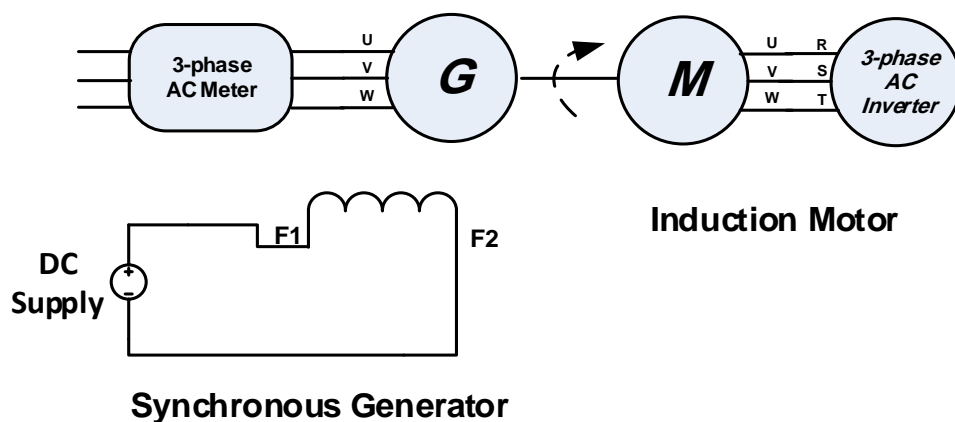 3-phase
AC Meter
U
V
W
G
M
U
V
W
R
S
T
3-phase
AC
Inverter
Induction Motor
F1
F2
DC
Supply
+
-
Synchronous Generator